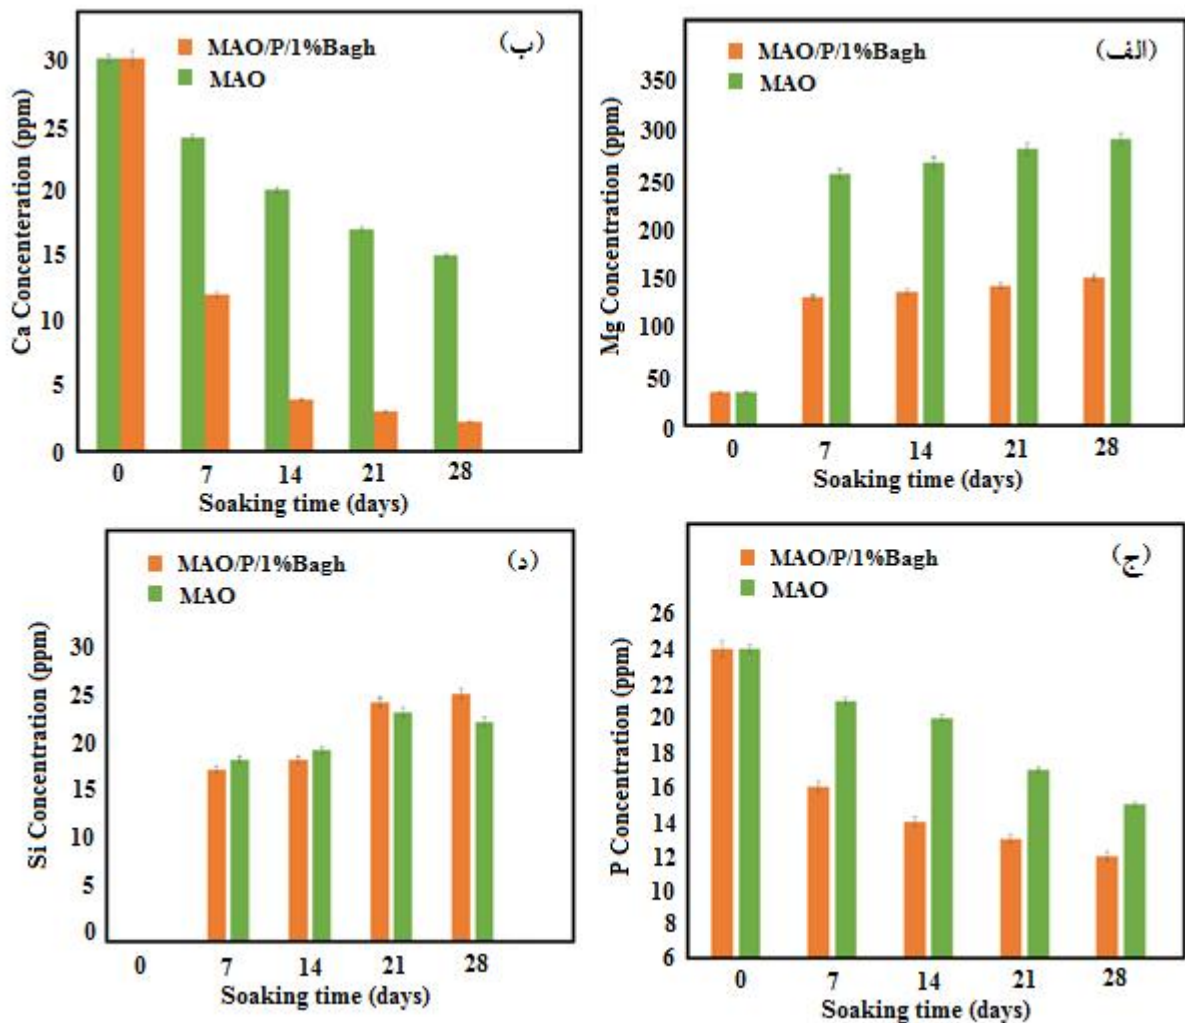 (ب)
MAO/P/1%Bagh
MAO
Ca Concenteration (ppm)
30
25
20
15
10
5
0
0 7 14 21 28
Soaking time (days)
(الف)
MAO/P/1%Bagh
MAO
Mg Concentration (ppm)
350
300
250
200
150
100
50
0
0 7 14 21 28
Soaking time (days)
(د)
MAO/P/1%Bagh
MAO
Si Concentration (ppm)
30
25
20
15
10
5
0
0 7 14 21 28
Soaking time (days)
(ج)
MAO/P/1%Bagh
MAO
P Concentration (ppm)
26
24
22
20
18
16
14
12
10
8
6
0 7 14 21 28
Soaking time (days)